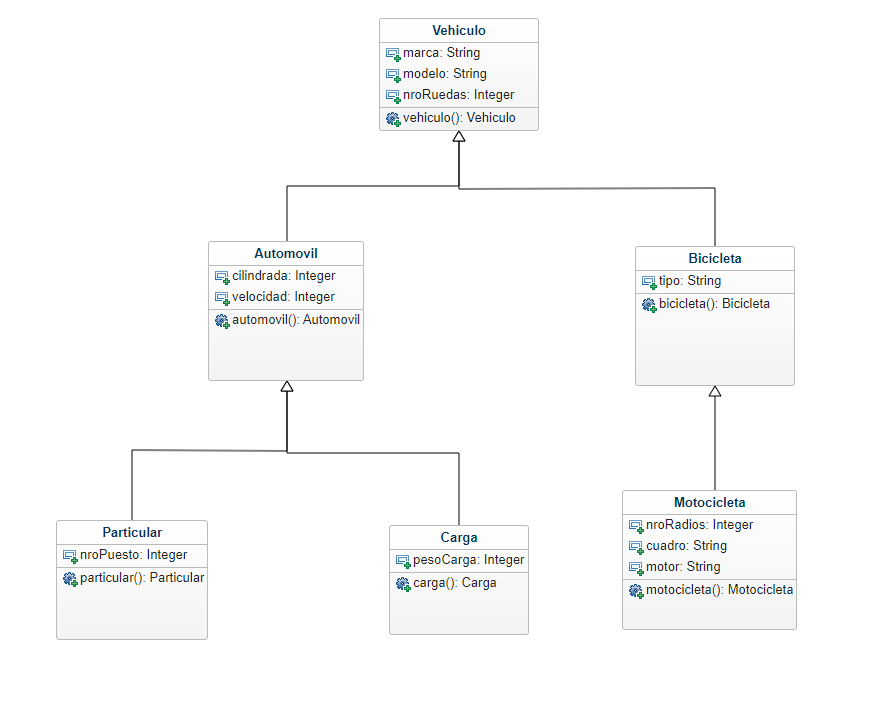 Vehiculo
marca: String
modelo: String
nroRuedas: Integer
vehiculo(): Vehiculo
Automovil
cilindrada: Integer
velocidad: Integer
automovil(): Automovil
Bicicleta
tipo: String
bicicleta(): Bicicleta
Particular
nroPuesto: Integer
particular(): Particular
Carga
pesoCarga: Integer
carga(): Carga
Motocicleta
nroRadios: Integer
cuadro: String
motor: String
motocicleta(): Motocicleta